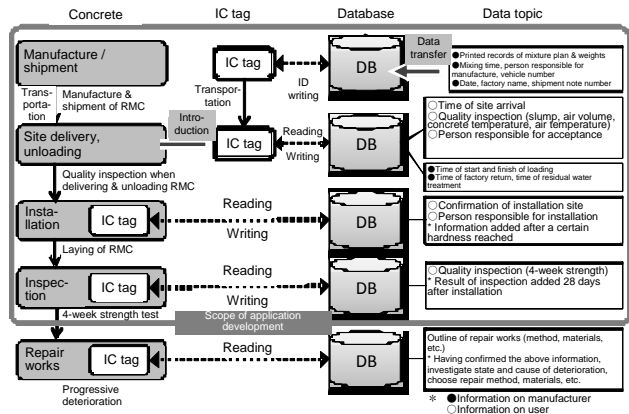 Concrete IC tag Database Data topic
Manufacture /
shipment
IC tag
DB
Data
transfer
●Printed records of mixture plan & weights
●Mixing time, person responsible for
manufacture, vehicle number
●Date, factory name, shipment note number
Trans-
porta-
tion
Manufacture &
shipment of RMC
Transpor-
tation
ID
writing
Intro-
duction
Site delivery,
unloading
IC tag
Reading
Writing
DB
○Time of site arrival
○Quality inspection (slump, air volume,
concrete temperature, air temperature)
○Person responsible for acceptance
●Time of start and finish of loading
●Time of factory return, time of residual water
treatment
Quality inspection when
delivering & unloading RMC
Insta-
llation
IC tag
Reading
Writing
DB
○Confirmation of installation site
○Person responsible for installation
* Information added after a certain
hardness reached
Laying of RMC
Inspec-
tion
IC tag
Reading
Writing
DB
○Quality inspection (4-week strength)
* Result of inspection added 28 days
after installation
4-week strength test
Scope of application
development
Repair
works
IC tag
Reading
DB
Outline of repair works (method, materials,
etc.)
* Having confirmed the above information,
investigate state and cause of deterioration,
choose repair method, materials, etc.
Progressive
deterioration
* ●Information on manufacturer
○Information on user